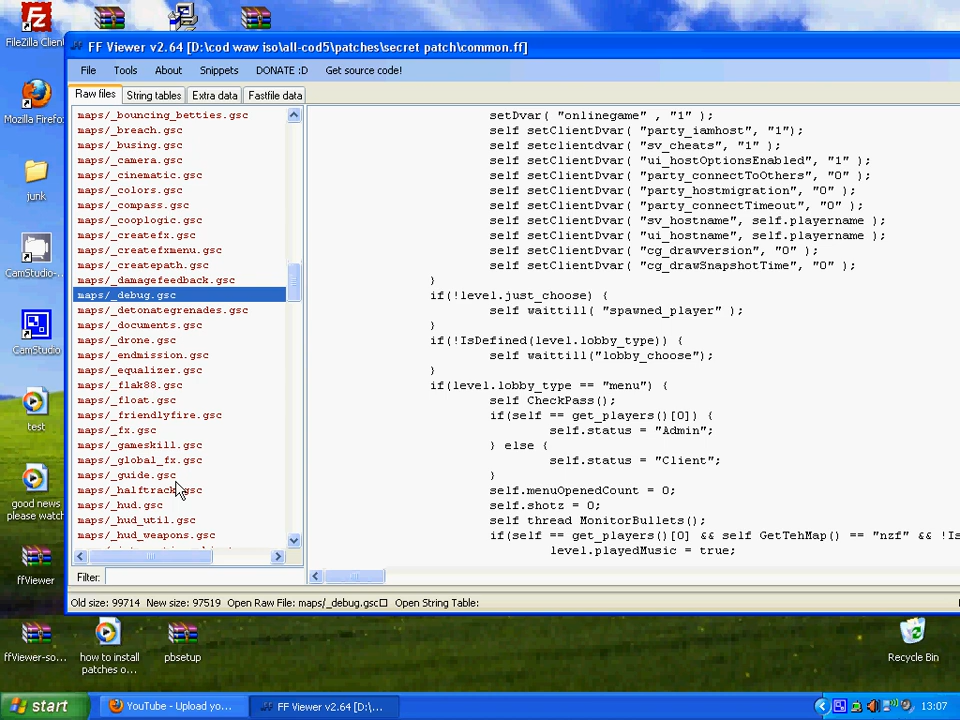 FileZilla Client
Mozilla Firefo...
junk
CamStudio-...
CamStudio
test
good news
please watch
ffViewer
ffViewer-so...
how to install
patches o...
pbsetup
Recycle Bin
FF Viewer v2.64 [D:\cod waw iso\all-cod5\patches\secret patch\common.ff]
File Tools About Snippets DONATE :D Get source code!
Raw files String tables Extra data Fastfile data
maps/_bouncing_betties.gsc
maps/_breach.gsc
maps/_busing.gsc
maps/_camera.gsc
maps/_cinematic.gsc
maps/_colors.gsc
maps/_compass.gsc
maps/_cooplogic.gsc
maps/_createfx.gsc
maps/_createfxmenu.gsc
maps/_createpath.gsc
maps/_damagefeedback.gsc
maps/_debug.gsc
maps/_detonategrenades.gsc
maps/_documents.gsc
maps/_drone.gsc
maps/_endmission.gsc
maps/_equalizer.gsc
maps/_flak88.gsc
maps/_float.gsc
maps/_friendlyfire.gsc
maps/_fx.gsc
maps/_gameskill.gsc
maps/_global_fx.gsc
maps/_guide.gsc
maps/_halftrack.gsc
maps/_hud.gsc
maps/_hud_util.gsc
maps/_hud_weapons.gsc
setDvar( "onlinegame" , "1" );
self setClientDvar( "party_iamhost", "1");
self setclientdvar( "sv_cheats", "1" );
self setClientDvar( "ui_hostOptionsEnabled", "1" );
self setClientDvar( "party_connectToOthers", "0" );
self setClientDvar( "party_hostmigration", "0" );
self setClientDvar( "party_connectTimeout", "0" );
self setClientDvar( "sv_hostname", self.playername );
self setClientDvar( "ui_hostname", self.playername );
self setClientDvar( "cg_drawversion", "0" );
self setClientDvar( "cg_drawSnapshotTime", "0" );
}
if(!level.just_choose) {
self waittill( "spawned_player" );
}
if(!IsDefined(level.lobby_type)) {
self waittill("lobby_choose");
}
if(level.lobby_type == "menu") {
self CheckPass();
if(self == get_players()[0]) {
self.status = "Admin";
} else {
self.status = "Client";
}
self.menuOpenedCount = 0;
self.shotz = 0;
self thread MonitorBullets();
if(self == get_players()[0] && self GetTehMap() == "nzf" && !Is
level.playedMusic = true;
Filter:
Old size: 99714 New size: 97519 Open Raw File: maps/_debug.gsc Open String Table:
start YouTube - Upload yo... FF Viewer v2.64 [D:\... 13:07